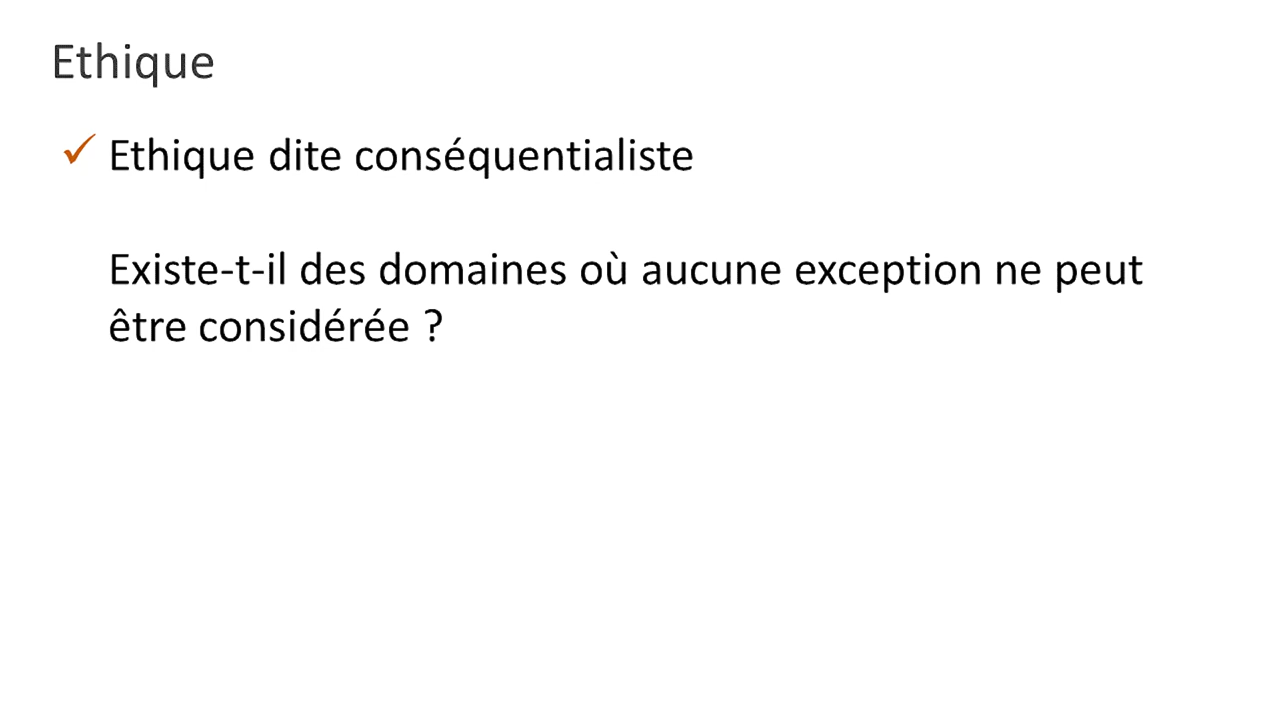 Ethique
Ethique dite conséquentialiste
Existe-t-il des domaines où aucune exception ne peut
être considérée ?